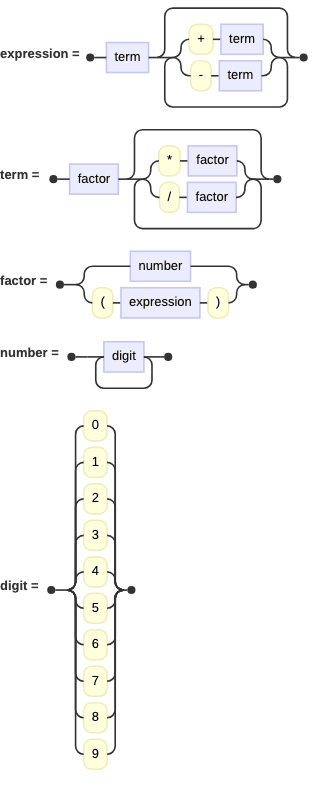 + term
expression = term
- term
* factor
term = factor
/ factor
number
factor =
( expression )
number = digit
0
1
2
3
4
5
digit =
6
7
8
9